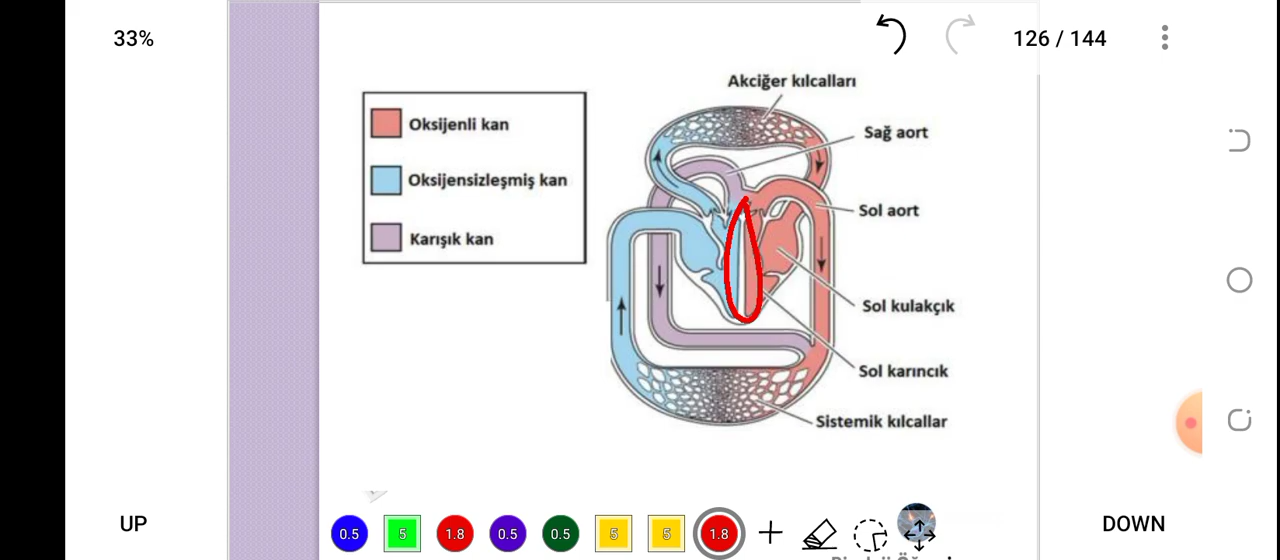 33%
126 / 144
Akciğer kılcalları
Oksijenli kan
Sağ aort
Oksijensizleşmiş kan
Sol aort
Karışık kan
Sol kulakçık
Sol karıncık
Sistemik kılcallar
UP
0.5
5
1.8
0.5
0.5
5
5
1.8
DOWN